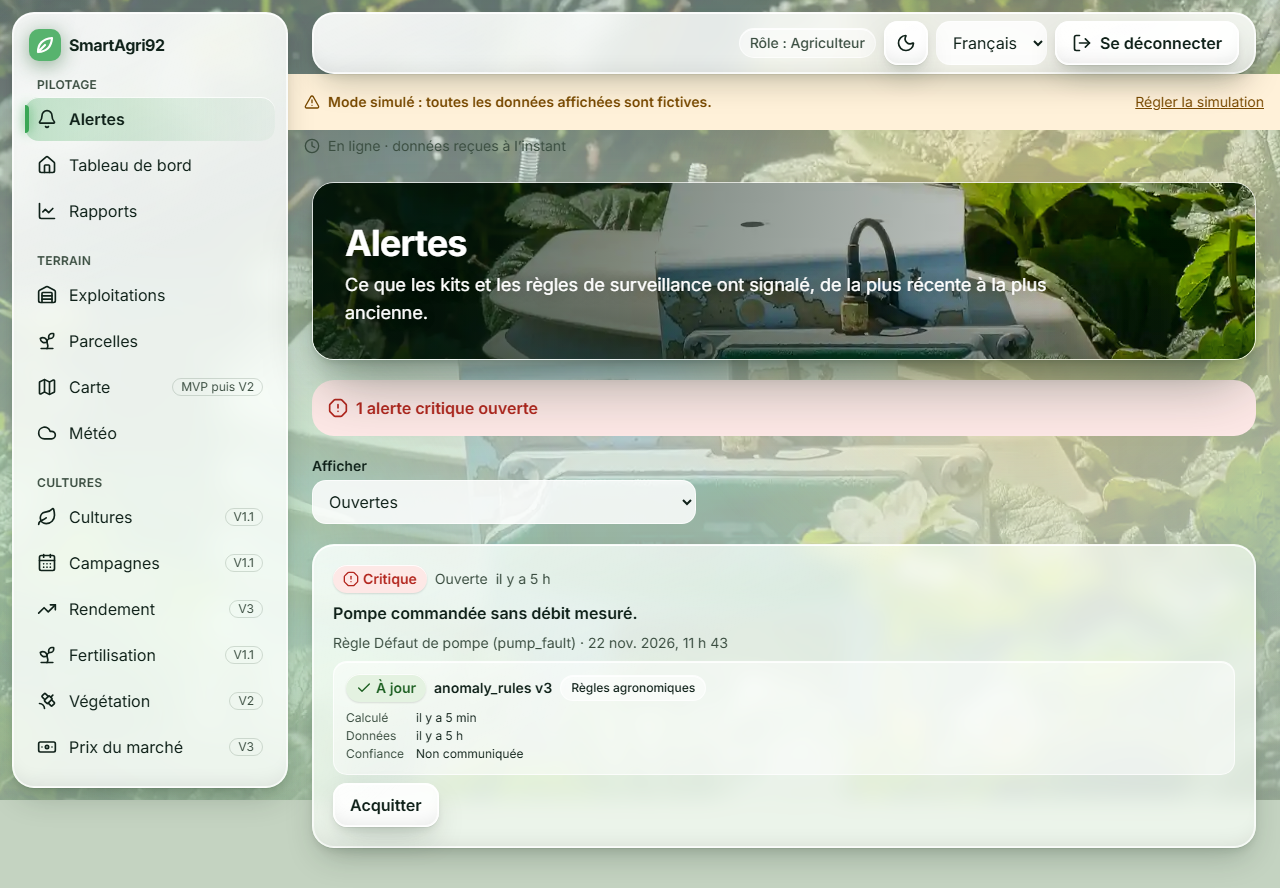 SmartAgri92
PILOTAGE
Alertes
Tableau de bord
Rapports
TERRAIN
Exploitations
Parcelles
Carte MVP puis V2
Météo
CULTURES
Cultures V1.1
Campagnes V1.1
Rendement V3
Fertilisation V1.1
Végétation V2
Prix du marché V3
Rôle : Agriculteur
Français
Se déconnecter
Mode simulé : toutes les données affichées sont fictives.
Régler la simulation
En ligne · données reçues à l'instant
Alertes
Ce que les kits et les règles de surveillance ont signalé, de la plus récente à la plus
ancienne.
1 alerte critique ouverte
Afficher
Ouvertes
Critique Ouverte il y a 5 h
Pompe commandée sans débit mesuré.
Règle Défaut de pompe (pump_fault) · 22 nov. 2026, 11 h 43
À jour anomaly_rules v3 Règles agronomiques
Calculé il y a 5 min
Données il y a 5 h
Confiance Non communiquée
Acquitter